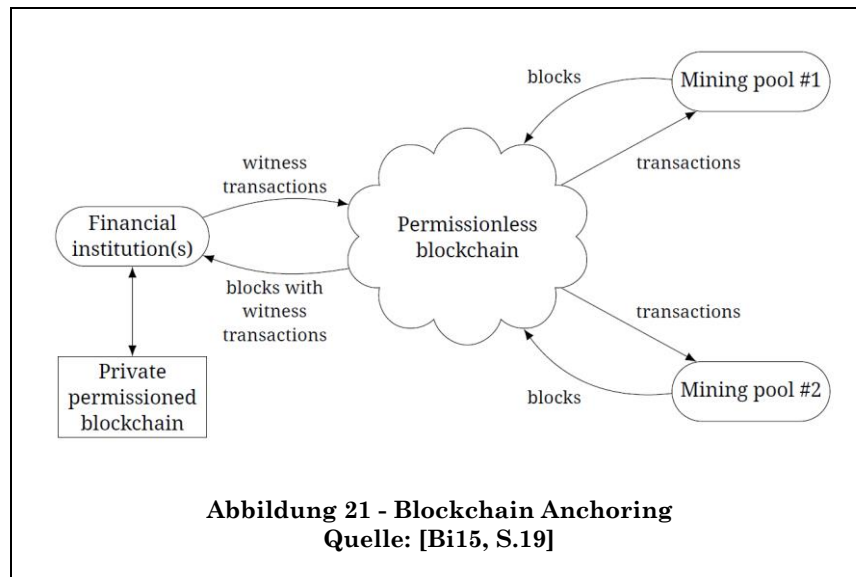 blocks
Mining pool #1
witness
transactions
transactions
Financial
institution(s)
Permissionless
blockchain
blocks with
witness
transactions
transactions
Private
permissioned
blockchain
blocks
Mining pool #2
Abbildung 21 - Blockchain Anchoring
Quelle: [Bi15, S.19]